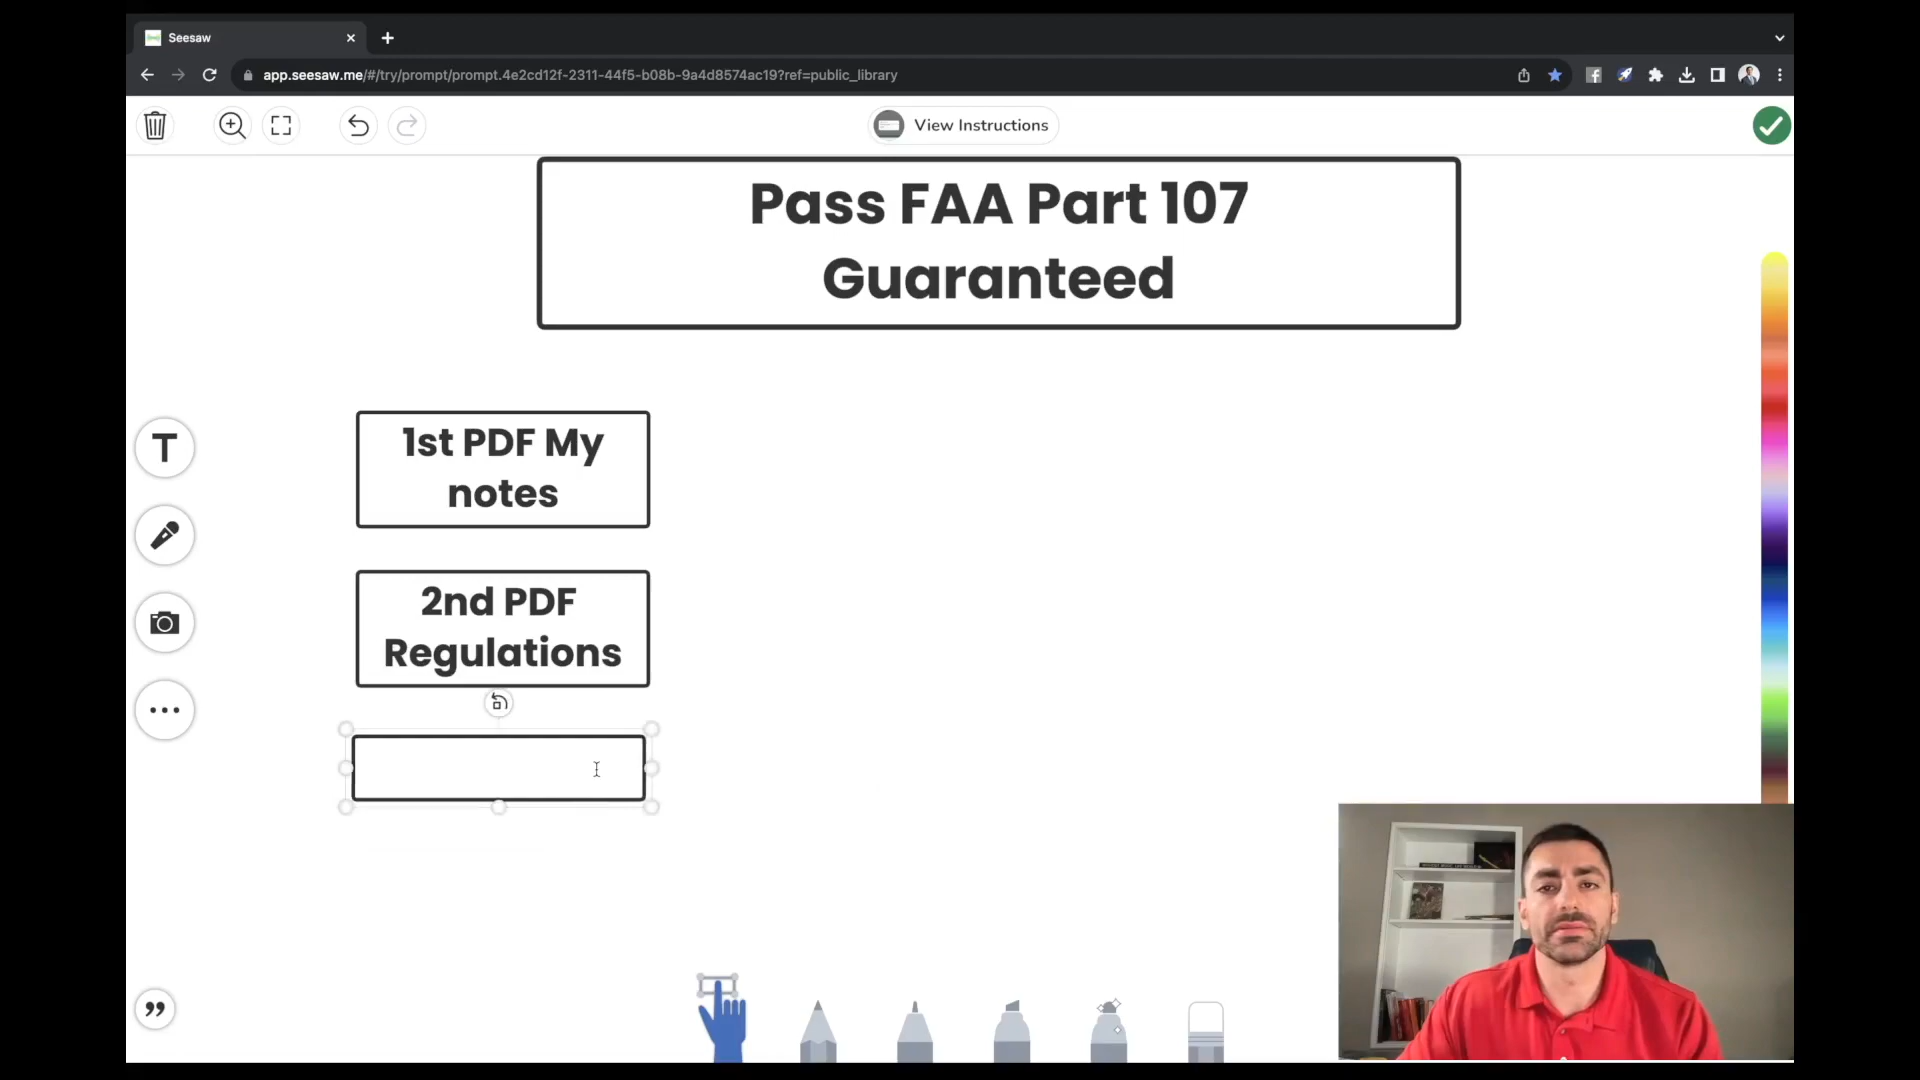 Seesaw
app.seesaw.me/#/try/prompt/prompt.4e2cd12f-2311-44f5-b08b-9a4d8574ac19?ref=public_library
View Instructions
Pass FAA Part 107
Guaranteed
1st PDF My
notes
2nd PDF
Regulations
T